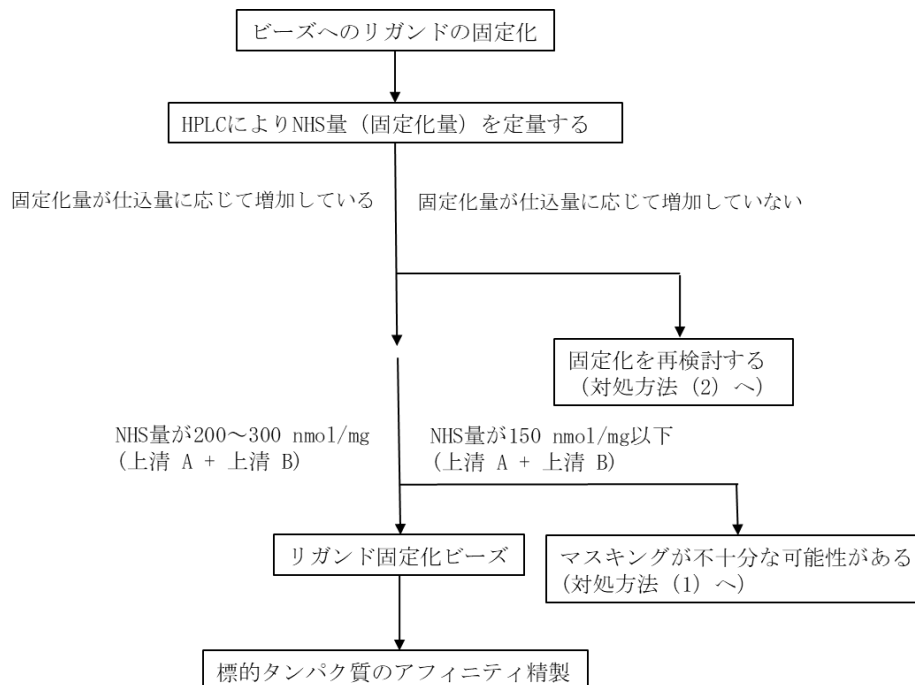 ビーズへのリガンドの固定化
HPLCによりNHS量（固定化量）を定量する
固定化量が仕込量に応じて増加している
固定化量が仕込量に応じて増加していない
固定化を再検討する
（対処方法（2）へ）
NHS量が200～300 nmol/mg
（上清 A + 上清 B）
NHS量が150 nmol/mg以下
（上清 A + 上清 B）
リガンド固定化ビーズ
マスキングが不十分な可能性がある
（対処方法（1）へ）
標的タンパク質のアフィニティ精製